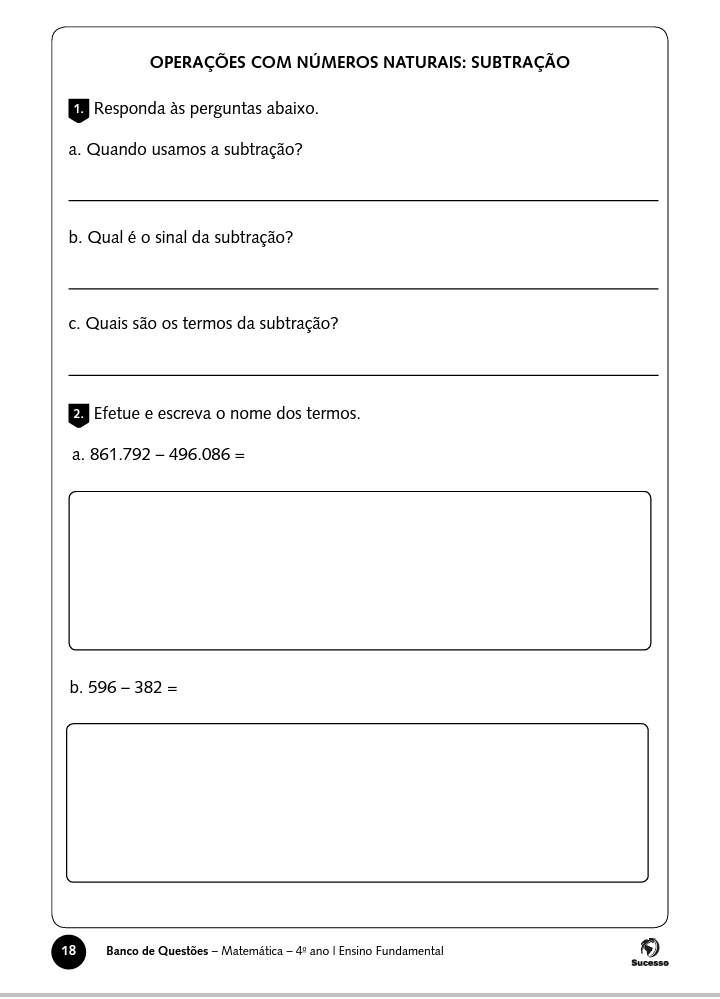 OPERAÇÕES COM NÚMEROS NATURAIS: SUBTRAÇÃO
1. Responda às perguntas abaixo.
a. Quando usamos a subtração?
b. Qual é o sinal da subtração?
c. Quais são os termos da subtração?
2. Efetue e escreva o nome dos termos.
a. 861.792 – 496.086 =
b. 596 – 382 =
18 Banco de Questões – Matemática – 4º ano I Ensino Fundamental
Sucesso